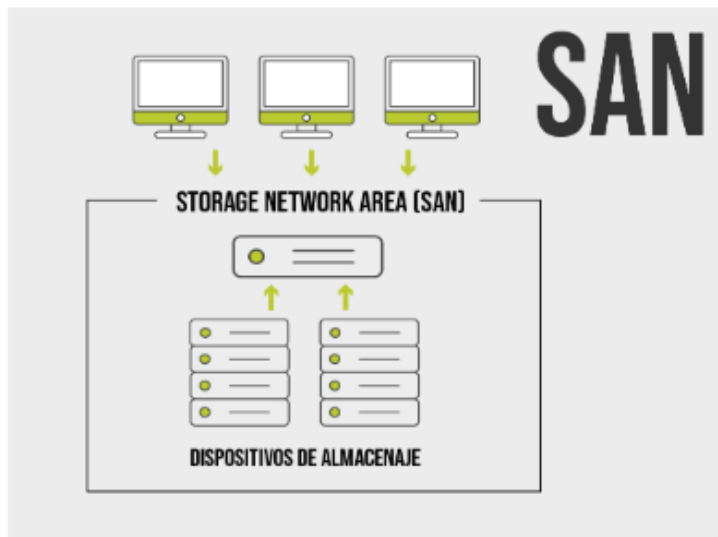 SAN
STORAGE NETWORK AREA (SAN)
DISPOSITIVOS DE ALMACENAJE